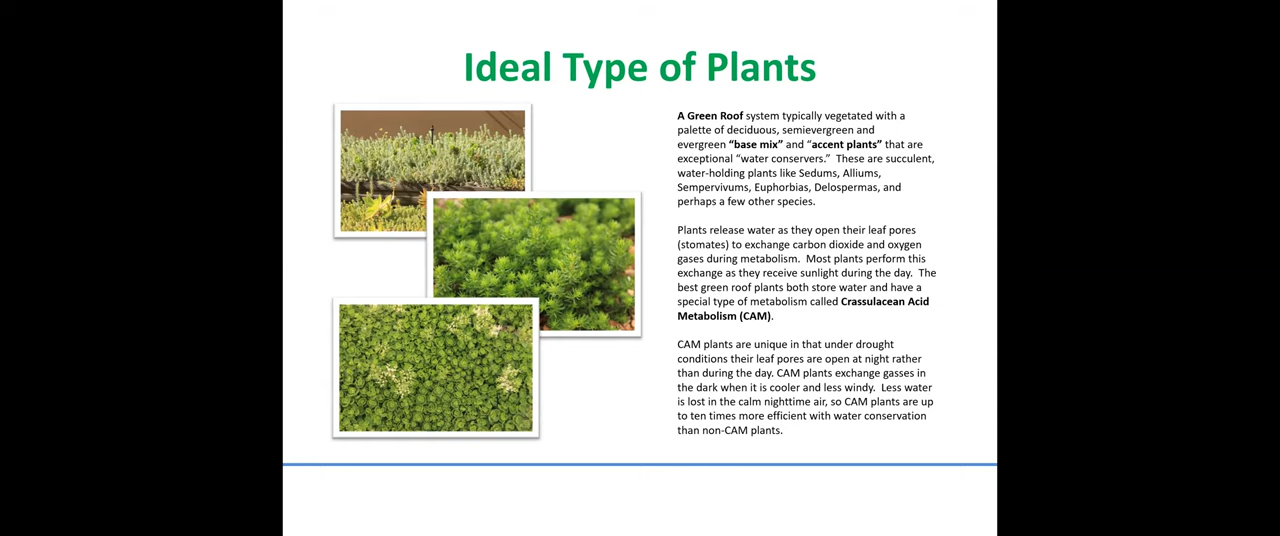 Ideal Type of Plants
A Green Roof system typically vegetated with a
palette of deciduous, semievergreen and
evergreen “base mix” and “accent plants” that are
exceptional “water conservers.”  These are succulent,
water-holding plants like Sedums, Alliums,
Sempervivums, Euphorbias, Delospermas, and
perhaps a few other species.
Plants release water as they open their leaf pores
(stomates) to exchange carbon dioxide and oxygen
gases during metabolism.  Most plants perform this
exchange as they receive sunlight during the day.  The
best green roof plants both store water and have a
special type of metabolism called Crassulacean Acid
Metabolism (CAM).
CAM plants are unique in that under drought
conditions their leaf pores are open at night rather
than during the day. CAM plants exchange gasses in
the dark when it is cooler and less windy.  Less water
is lost in the calm nighttime air, so CAM plants are up
to ten times more efficient with water conservation
than non-CAM plants.